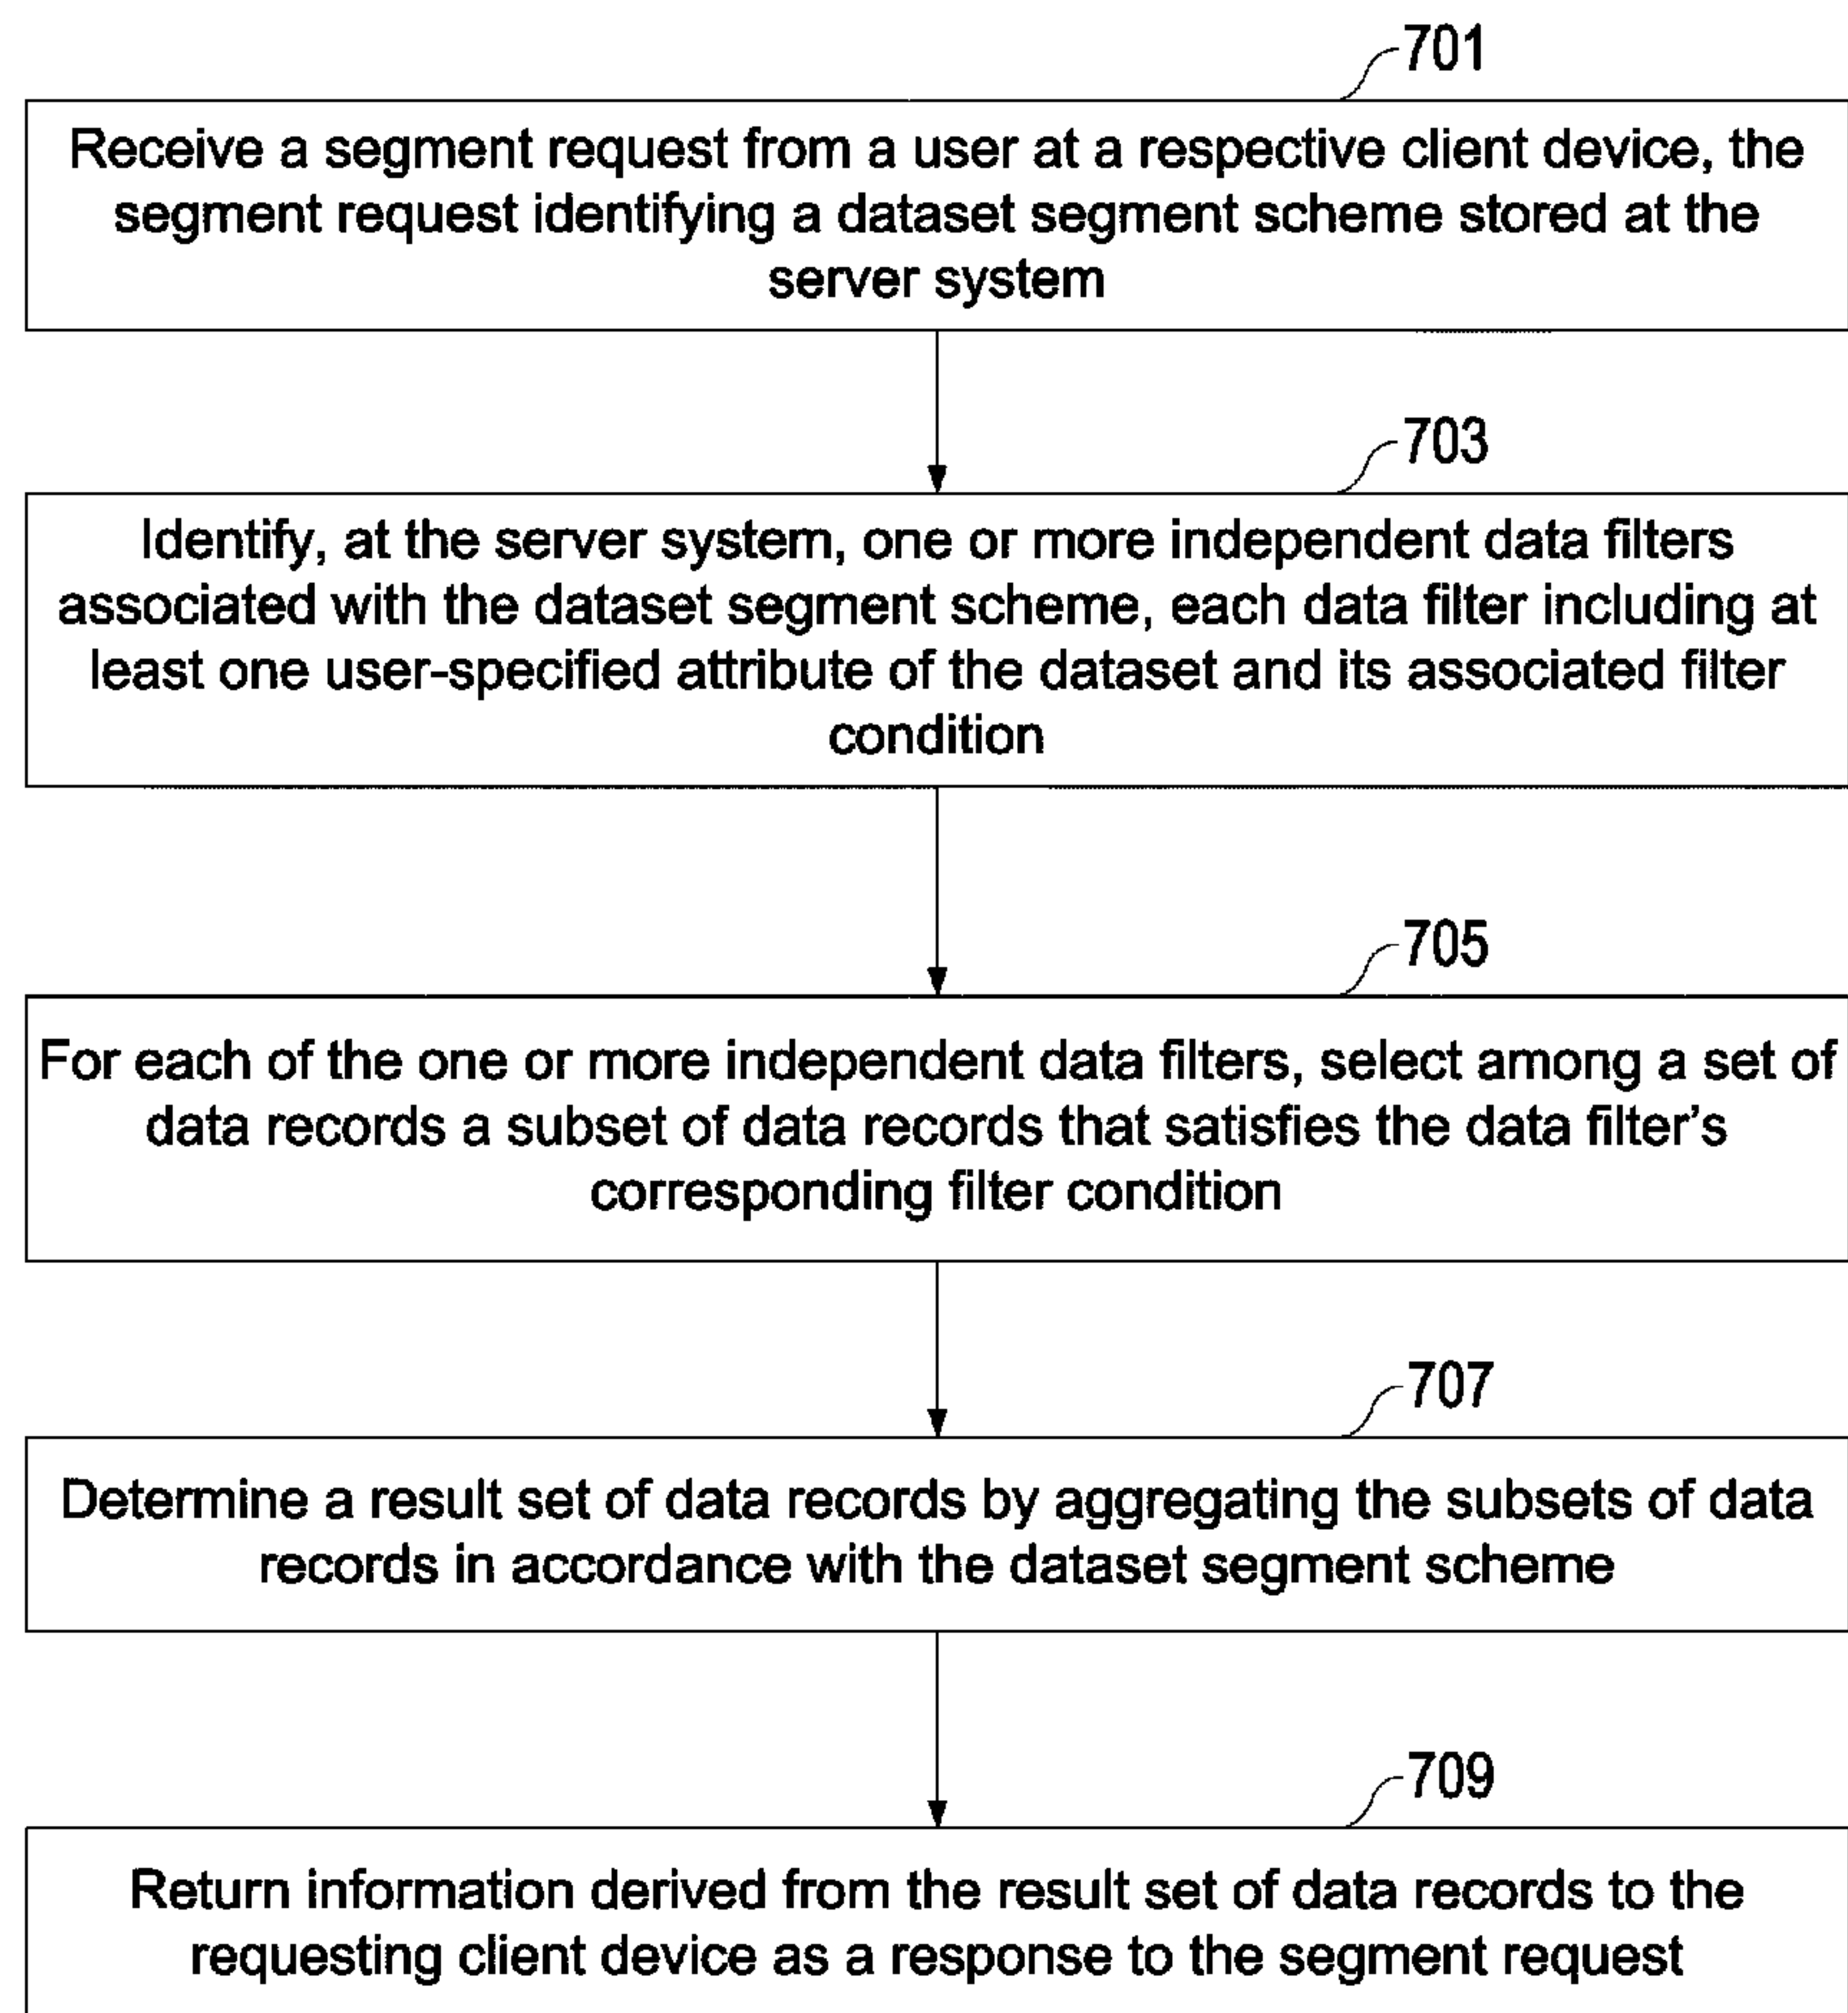 701
Receive a segment request from a user at a respective client device, the
segment request identifying a dataset segment scheme stored at the
server system
703
Identify, at the server system, one or more independent data filters
associated with the dataset segment scheme, each data filter including at
least one user-specified attribute of the dataset and its associated filter
condition
705
For each of the one or more independent data filters, select among a set of
data records a subset of data records that satisfies the data filter’s
corresponding filter condition
707
Determine a result set of data records by aggregating the subsets of data
records in accordance with the dataset segment scheme
709
Return information derived from the result set of data records to the
requesting client device as a response to the segment request